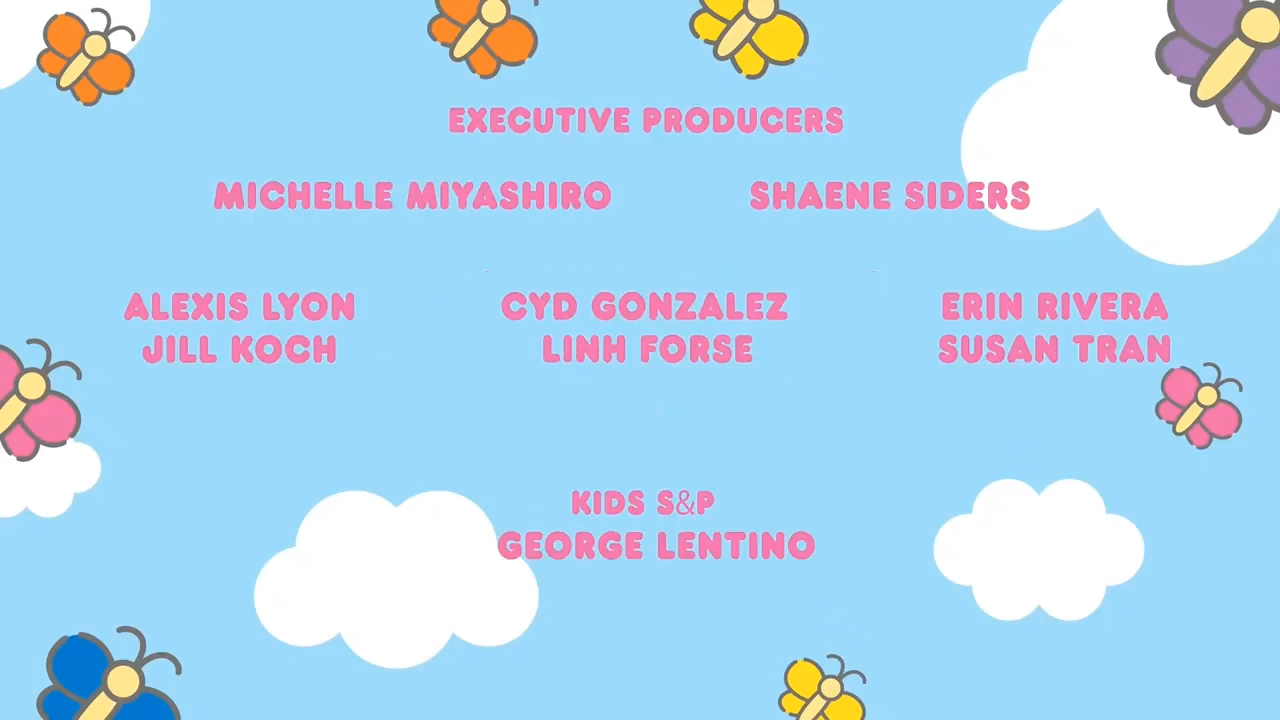 EXECUTIVE PRODUCERS
MICHELLE MIYASHIRO SHAENE SIDERS
ALEXIS LYON CYD GONZALEZ ERIN RIVERA
JILL KOCH LINH FORSE SUSAN TRAN
KIDS S&P
GEORGE LENTINO